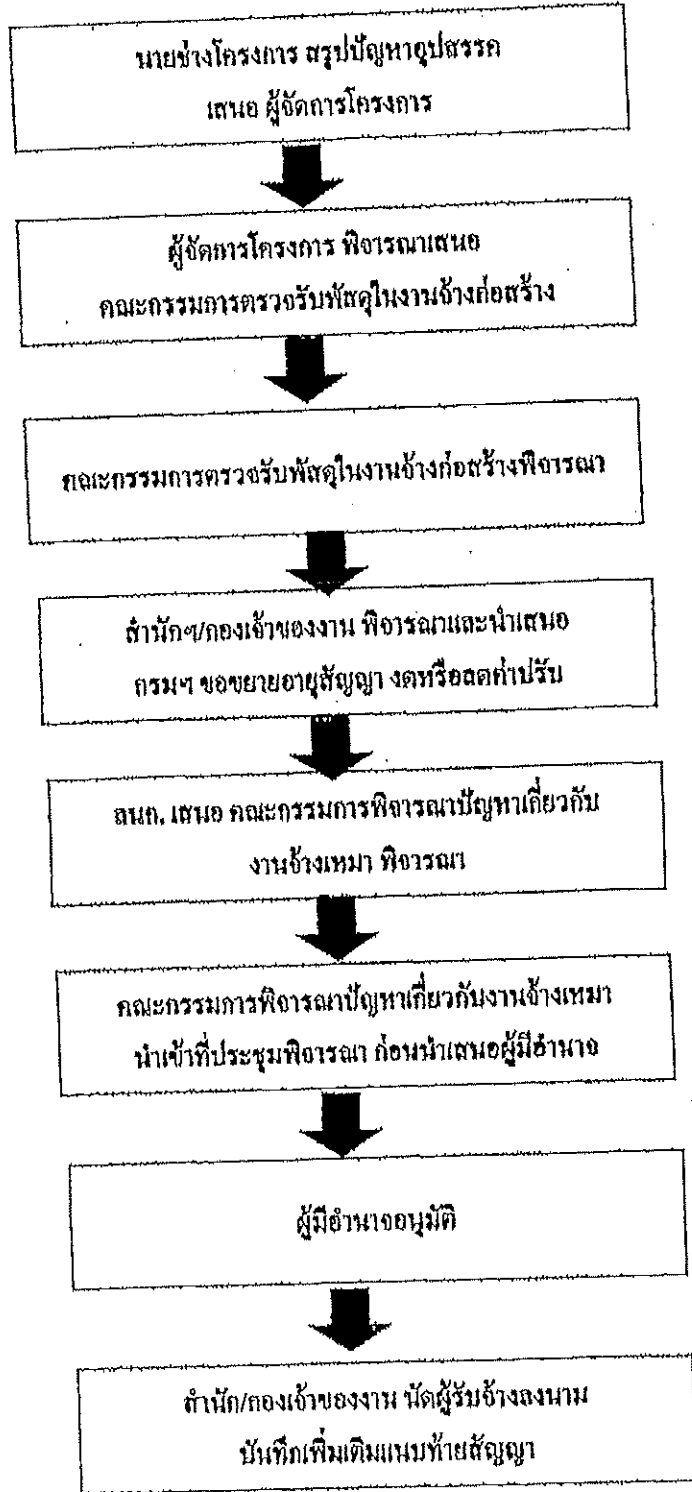 นายช่างโครงการ สรุปปัญหาอุปสรรค
เสนอ ผู้จัดการโครงการ
ผู้จัดการโครงการ พิจารณาเสนอ
คณะกรรมการตรวจรับพัสดุในงานจ้างก่อสร้าง
คณะกรรมการตรวจรับพัสดุในงานจ้างก่อสร้างพิจารณา
สำนักฯ/กองเจ้าของงาน พิจารณาและนำเสนอ
กรมฯ ขอขยายอายุสัญญา งดหรือลดค่าปรับ
สนก. เสนอ คณะกรรมการพิจารณาปัญหาเกี่ยวกับ
งานจ้างเหมา พิจารณา
คณะกรรมการพิจารณาปัญหาเกี่ยวกับงานจ้างเหมา
นำเข้าที่ประชุมพิจารณา ก่อนนำเสนอผู้มีอำนาจ
ผู้มีอำนาจอนุมัติ
สำนัก/กองเจ้าของงาน นัดผู้รับจ้างลงนาม
บันทึกเพิ่มเติมแนบท้ายสัญญา